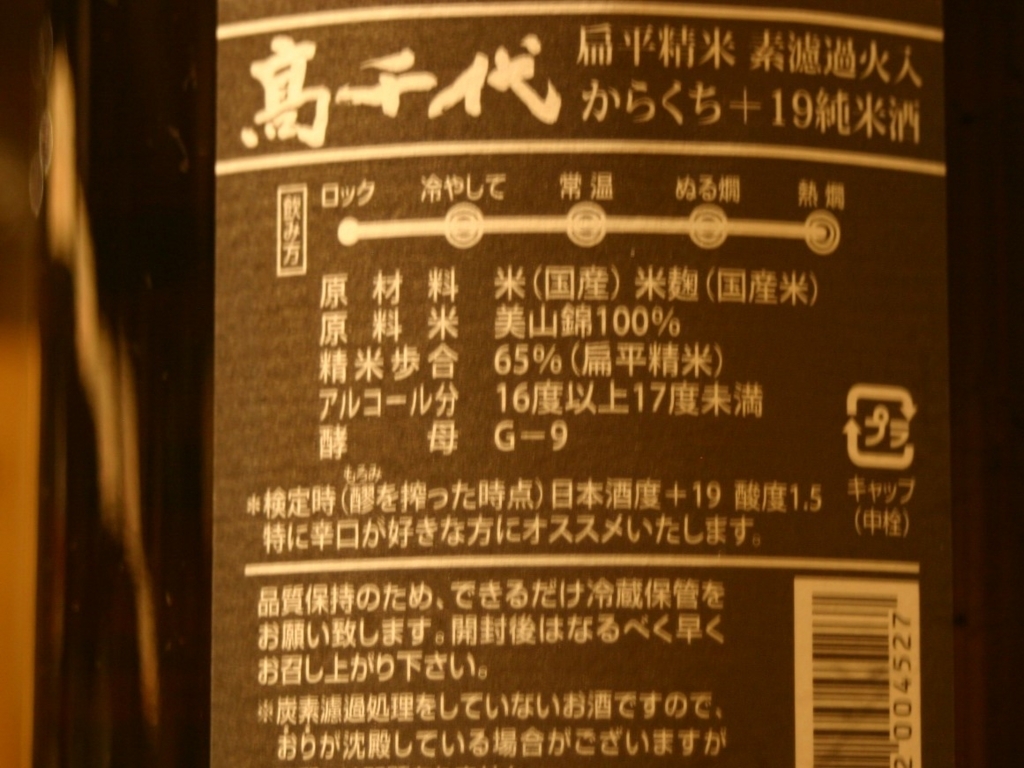 髙千代
扁平精米 素濾過火入
からくち+19純米酒
飲み方
ロック 冷やして 常温 ぬる燗 熱燗
原材料 米(国産) 米麹(国産米)
原料米 美山錦100%
精米歩合 65%(扁平精米)
アルコール分 16度以上17度未満
酵母 G-9
もろみ
*検定時(醪を搾った時点)日本酒度+19 酸度1.5
特に辛口が好きな方にオススメいたします。
プラ
キャップ
(中栓)
品質保持のため、できるだけ冷蔵保管を
お願い致します。開封後はなるべく早く
お召し上がり下さい。
※炭素濾過処理をしていないお酒ですので、
おりが沈殿している場合がございますが
2004527